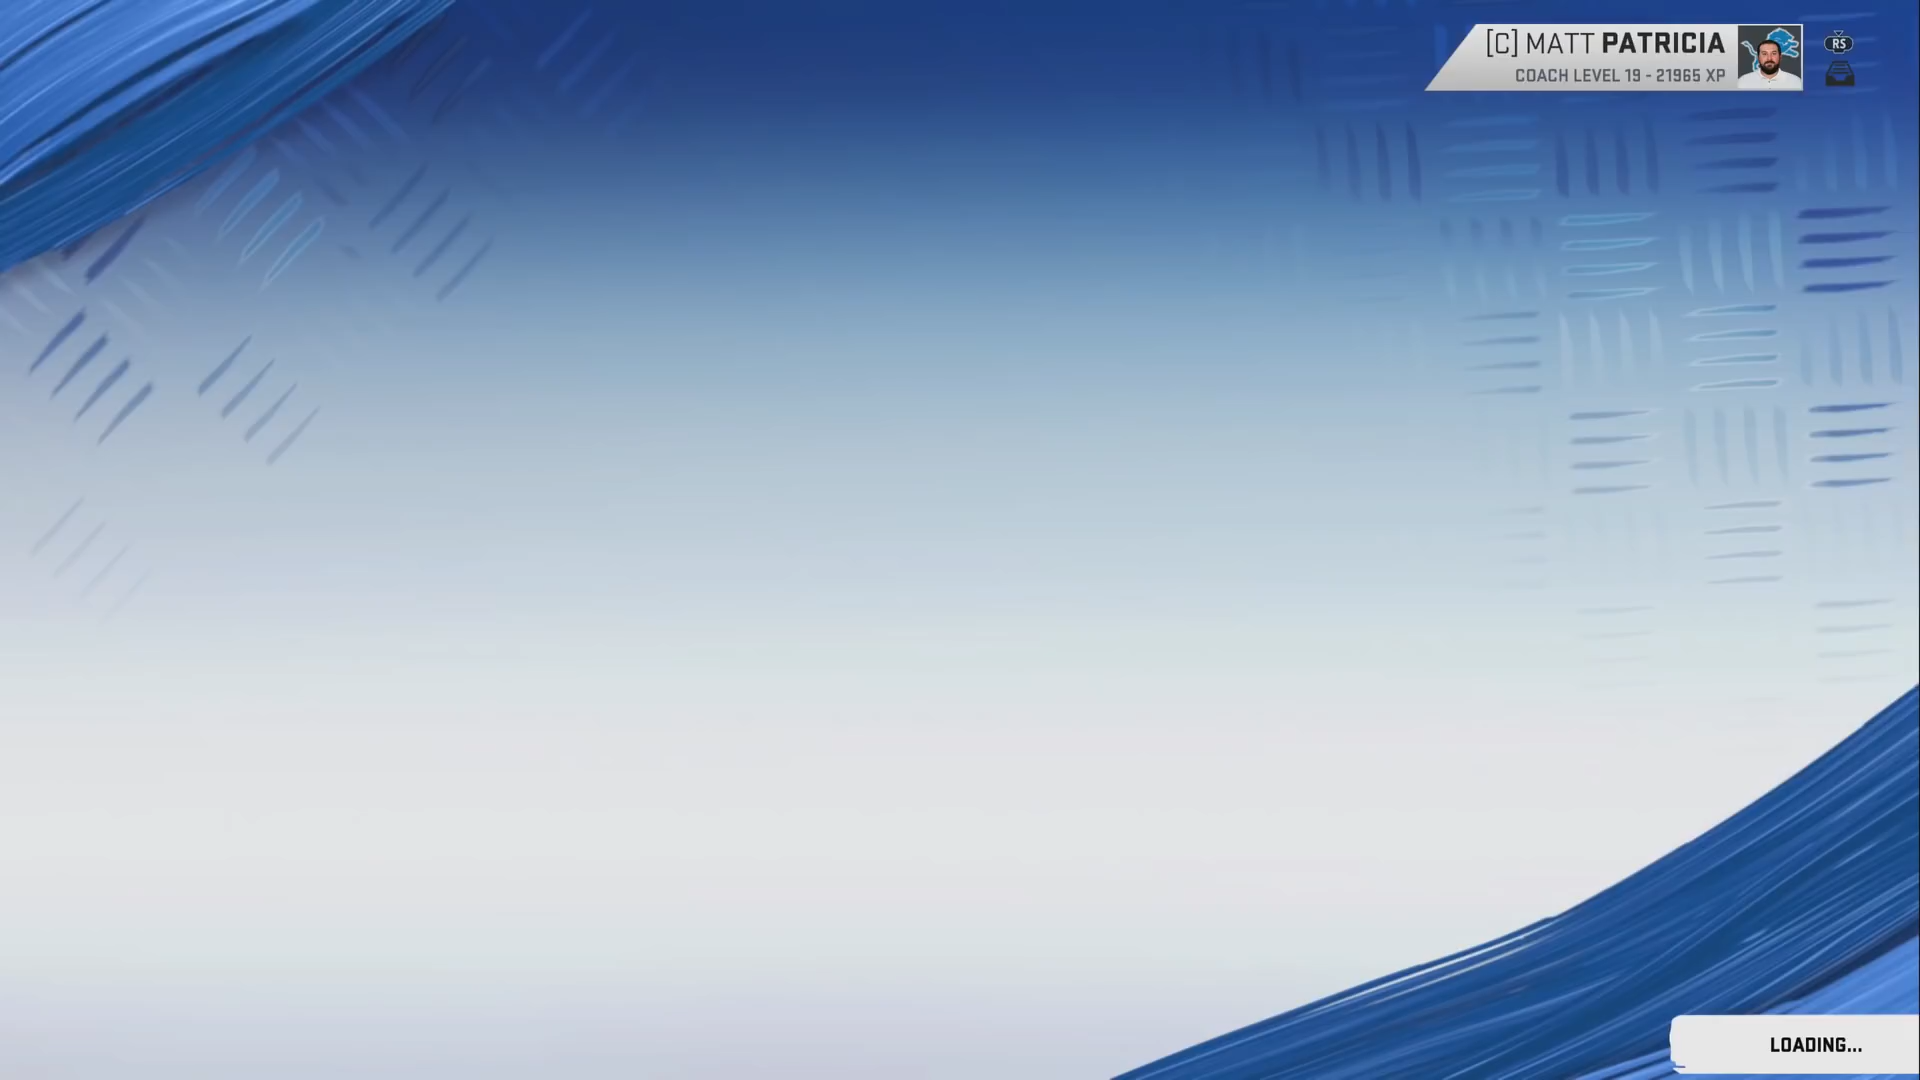 [C] MATT PATRICIA
COACH LEVEL 19 - 21965 XP
RS
LOADING...